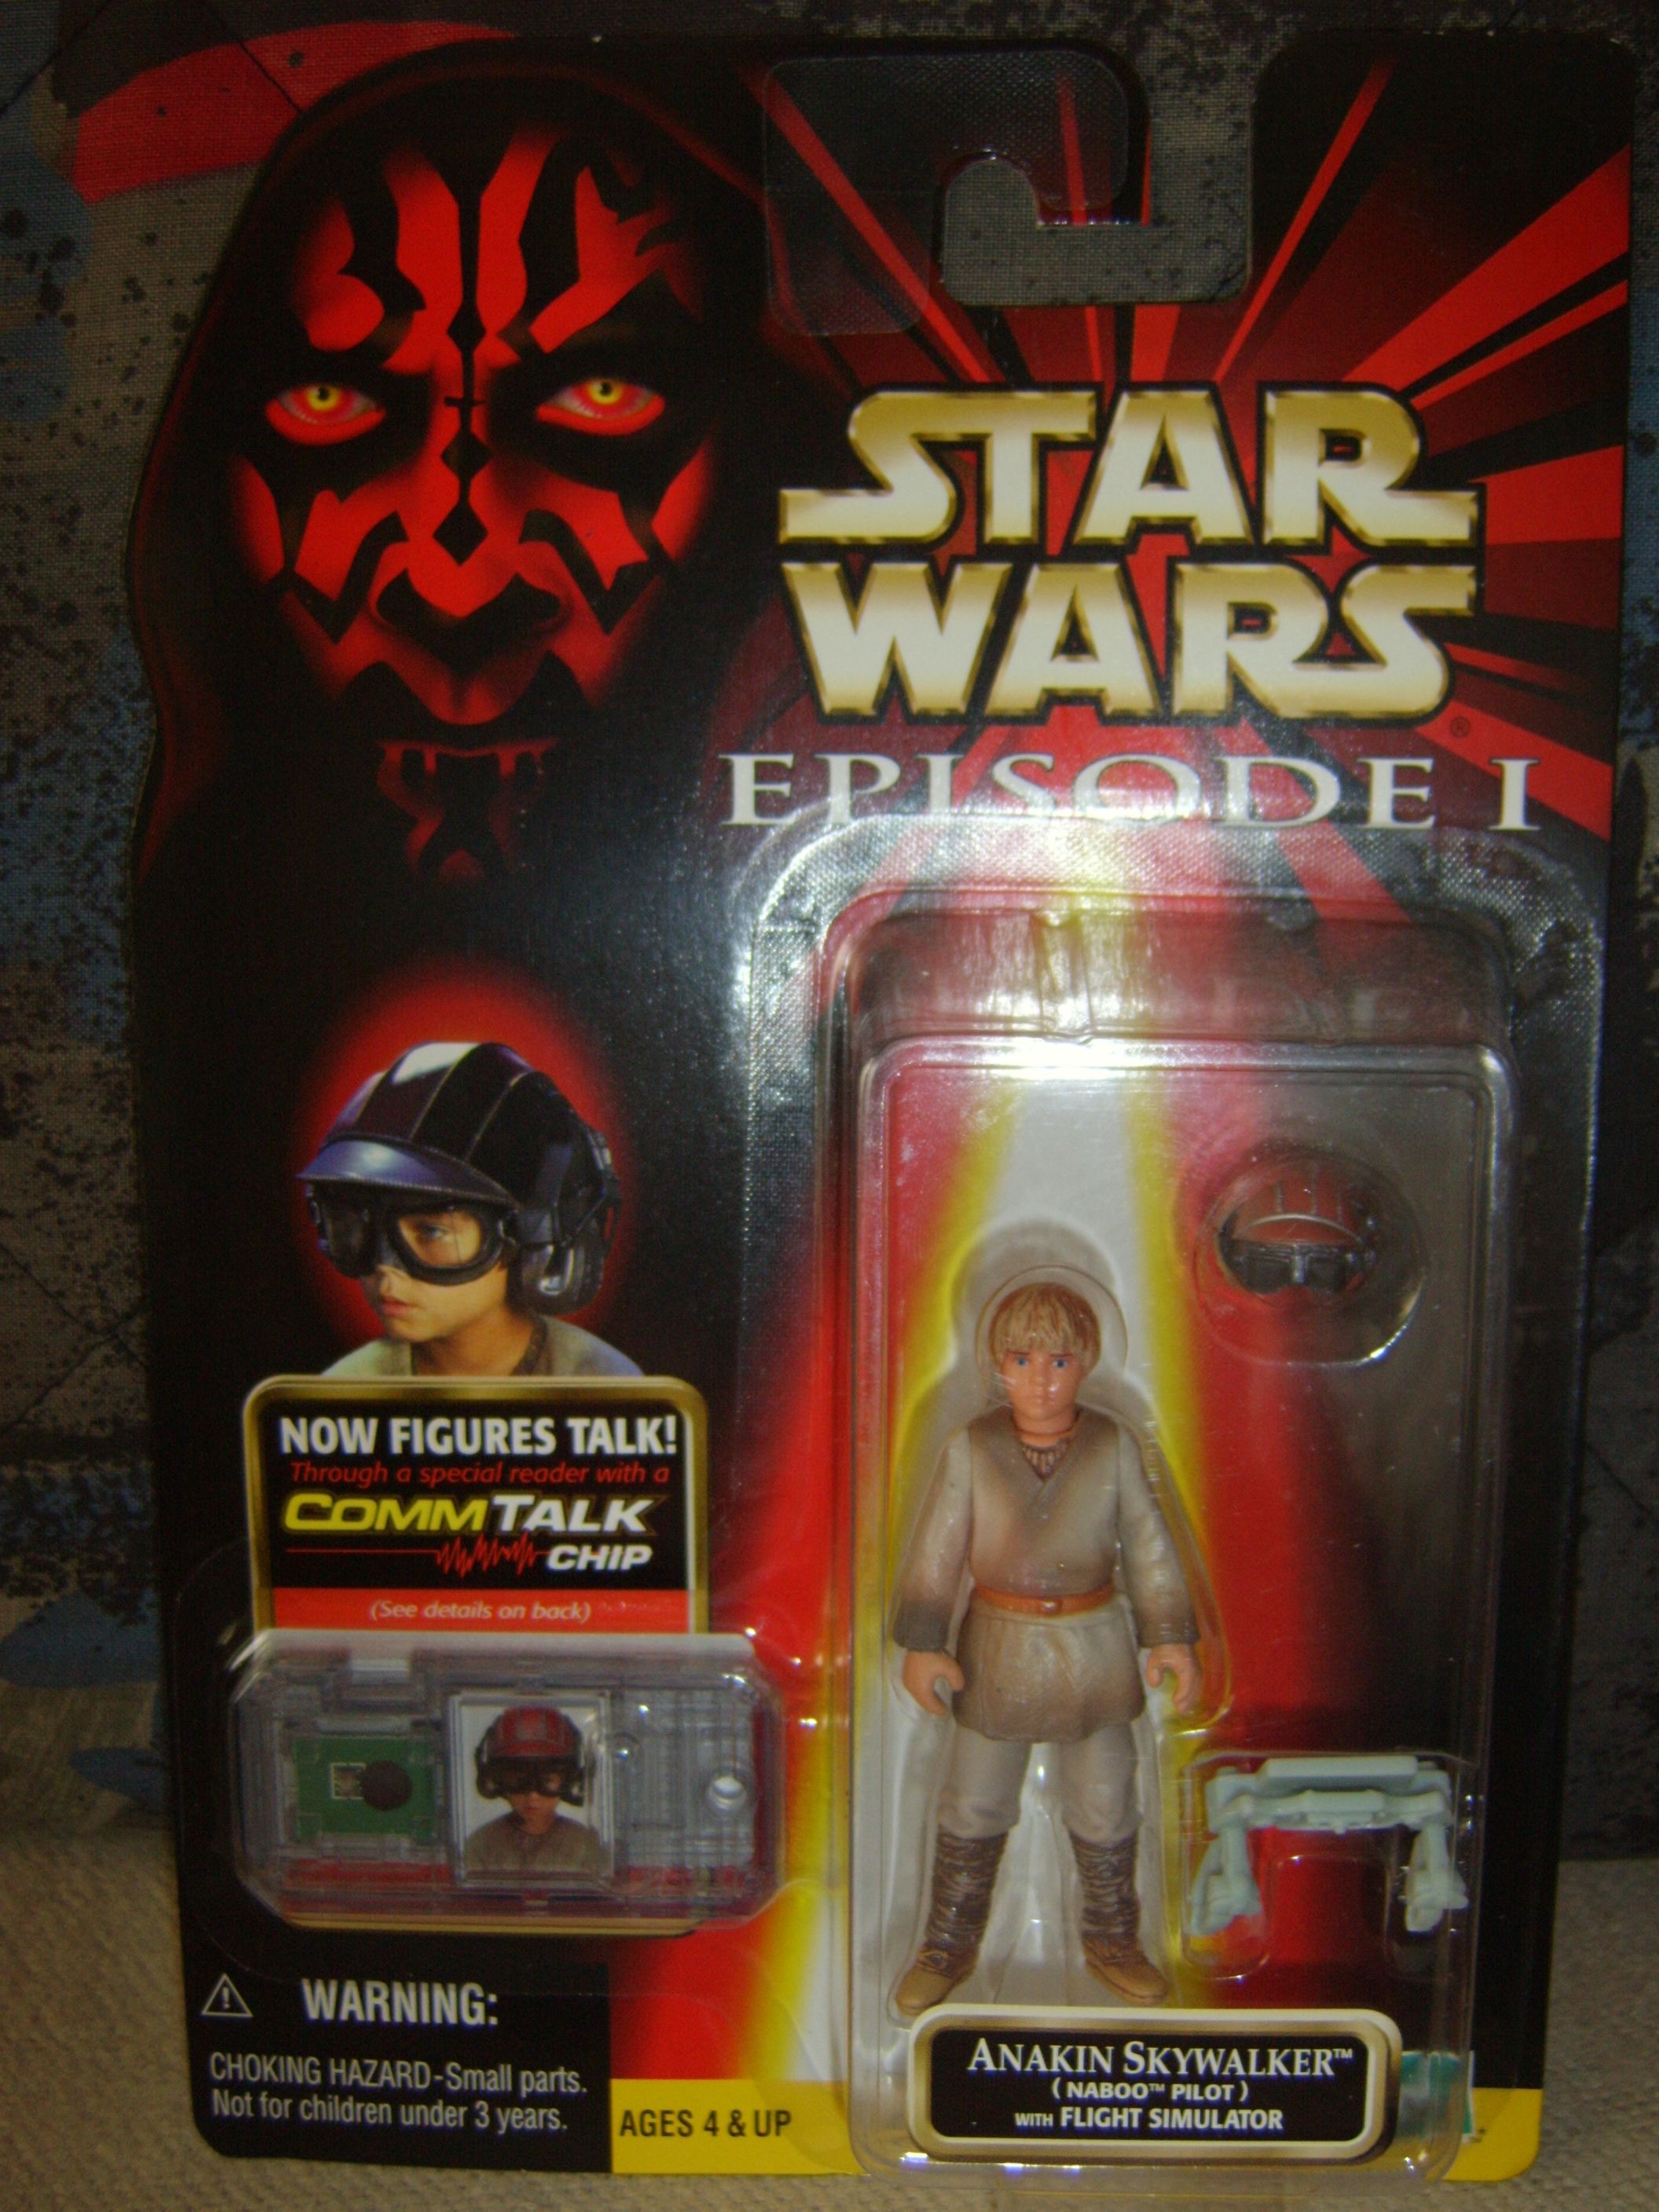 STAR
WARS®
EPISODE I
NOW FIGURES TALK!
Through a special reader with a
COMMTALK
CHIP
(See details on back)
WARNING:
CHOKING HAZARD-Small parts.
Not for children under 3 years.
AGES 4 & UP
ANAKIN SKYWALKER™
(NABOO™ PILOT)
WITH FLIGHT SIMULATOR